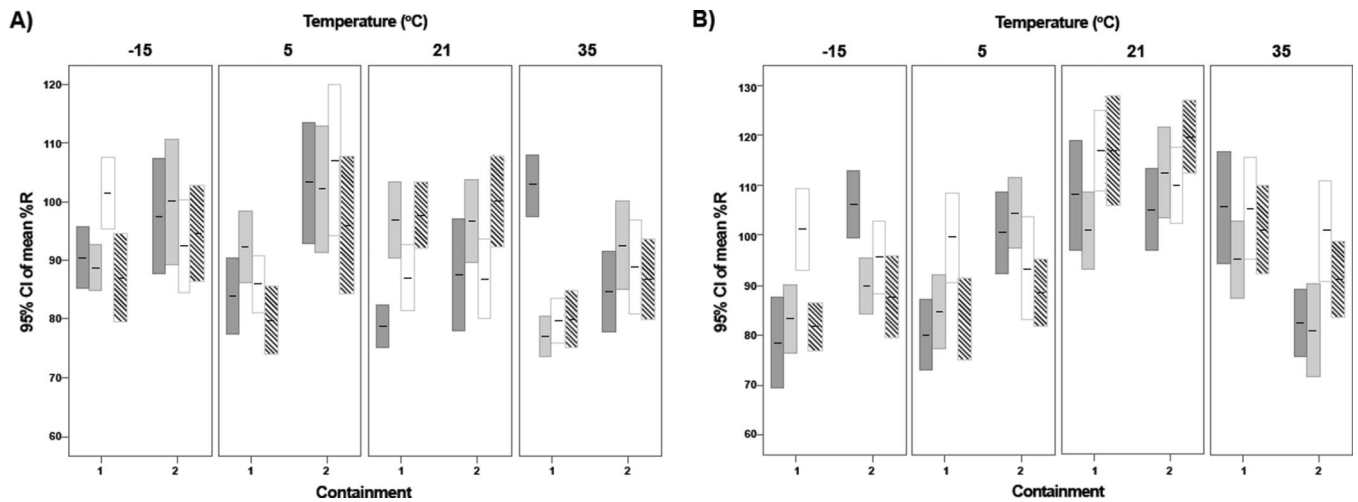 A)
Temperature (°C)
-15 5 21 35
95% CI of mean %R
120
110
100
90
80
70
60
1 2 1 2 1 2 1 2
Containment
B)
Temperature (°C)
-15 5 21 35
95% CI of mean %R
130
120
110
100
90
80
70
60
1 2 1 2 1 2 1 2
Containment